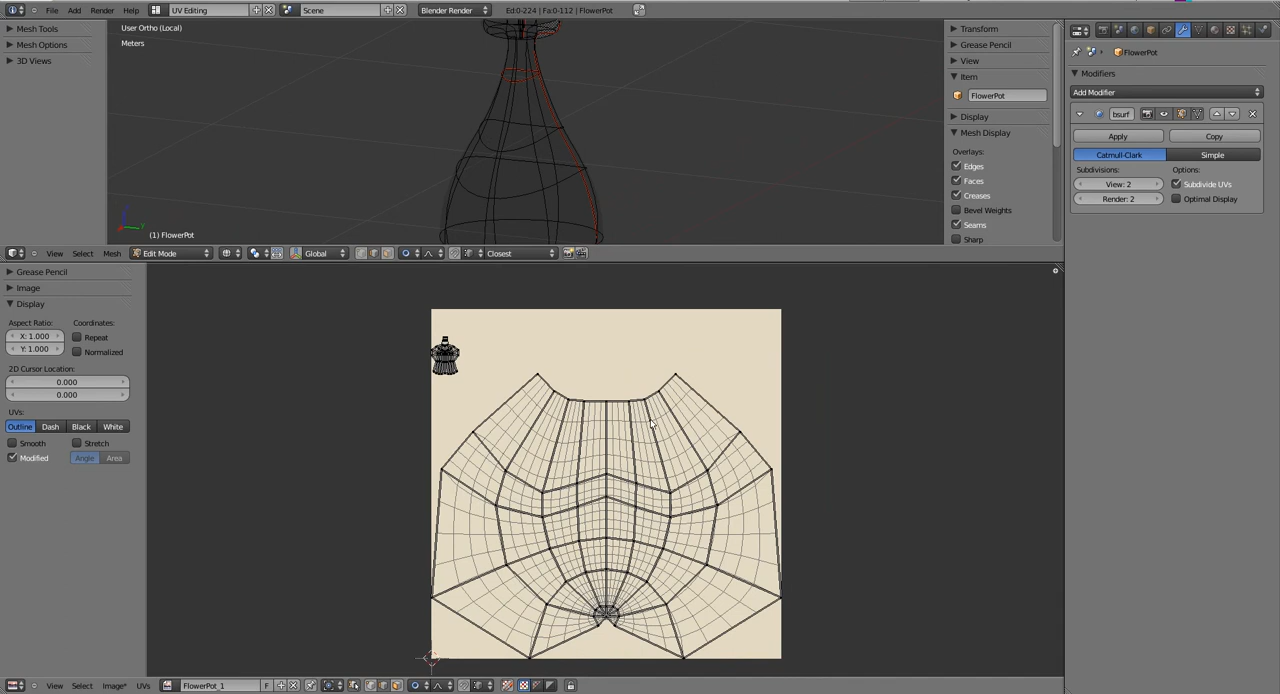 File Add Render Help UV Editing Scene Blender Render Ed:0-224 | Fa:0-112 | FlowerPot
Mesh Tools
Mesh Options
3D Views
User Ortho (Local)
Meters
(1) FlowerPot
Transform
Grease Pencil
View
Item
FlowerPot
Display
Mesh Display
Overlays:
Edges
Faces
Creases
Bevel Weights
Seams
Sharp
FlowerPot
Modifiers
Add Modifier
bsurf
Apply Copy
Catmull-Clark Simple
Subdivisions: Options:
View: 2 Subdivide UVs
Render: 2 Optimal Display
View Select Mesh Edit Mode Global Closest
Grease Pencil
Image
Display
Aspect Ratio: Coordinates:
X: 1.000 Repeat
Y: 1.000 Normalized
2D Cursor Location:
0.000
0.000
UVs:
Outline Dash Black White
Smooth Stretch
Modified Angle Area
View Select Image* UVs FlowerPot_1 F